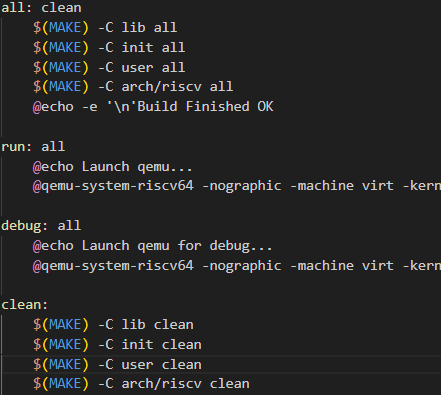 all: clean
    $(MAKE) -C lib all
    $(MAKE) -C init all
    $(MAKE) -C user all
    $(MAKE) -C arch/riscv all
    @echo -e '\n'Build Finished OK
run: all
    @echo Launch qemu...
    @qemu-system-riscv64 -nographic -machine virt -kern
debug: all
    @echo Launch qemu for debug...
    @qemu-system-riscv64 -nographic -machine virt -kern
clean:
    $(MAKE) -C lib clean
    $(MAKE) -C init clean
    $(MAKE) -C user clean
    $(MAKE) -C arch/riscv clean